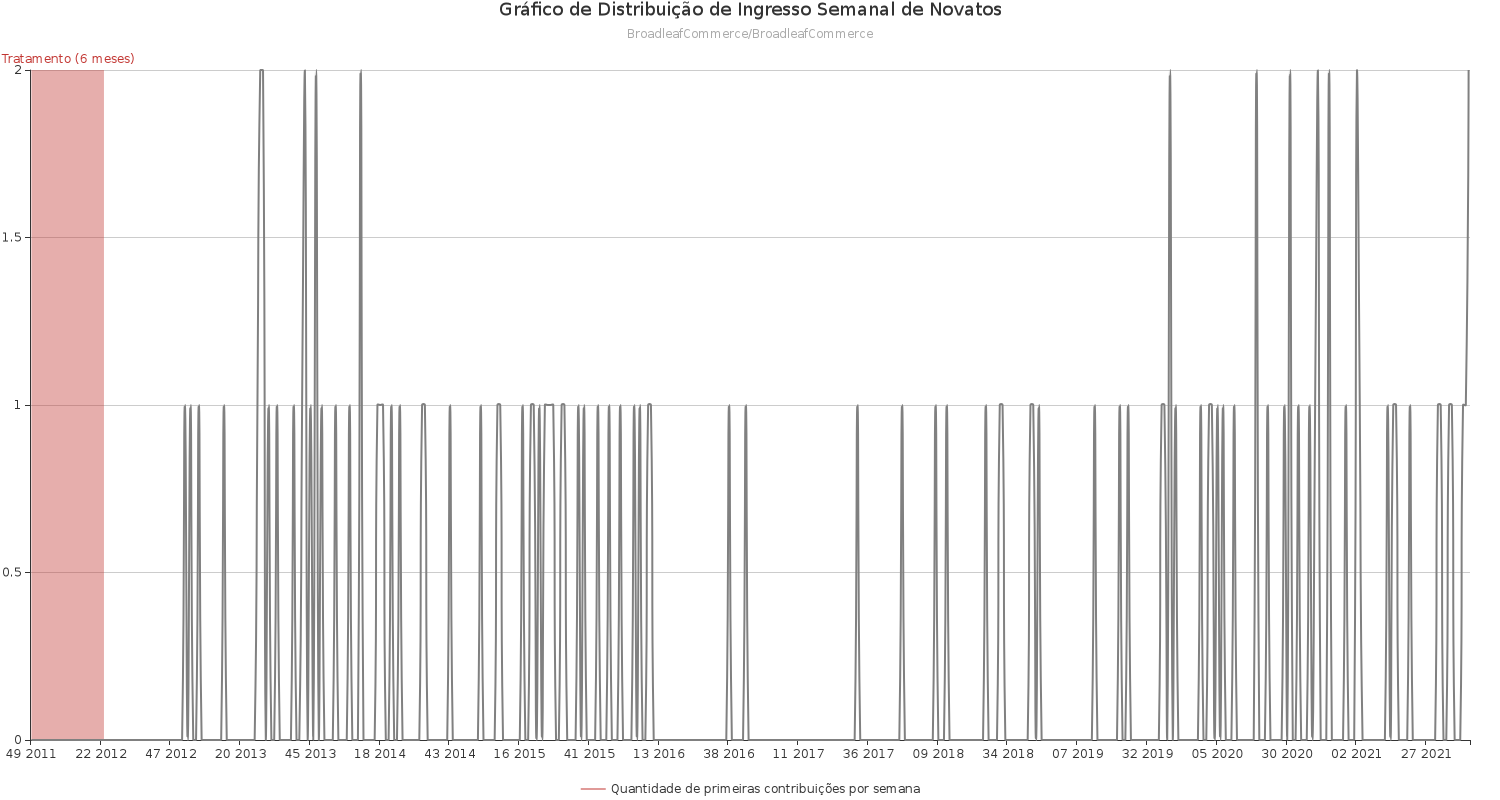 Gráfico de Distribuição de Ingresso Semanal de Novatos
BroadleafCommerce/BroadleafCommerce
Tratamento (6 meses)
2
1.5
1
0.5
0
49 2011 22 2012 47 2012 20 2013 45 2013 18 2014 43 2014 16 2015 41 2015 13 2016 38 2016 11 2017 36 2017 09 2018 34 2018 07 2019 32 2019 05 2020 30 2020 02 2021 27 2021
Quantidade de primeiras contribuições por semana